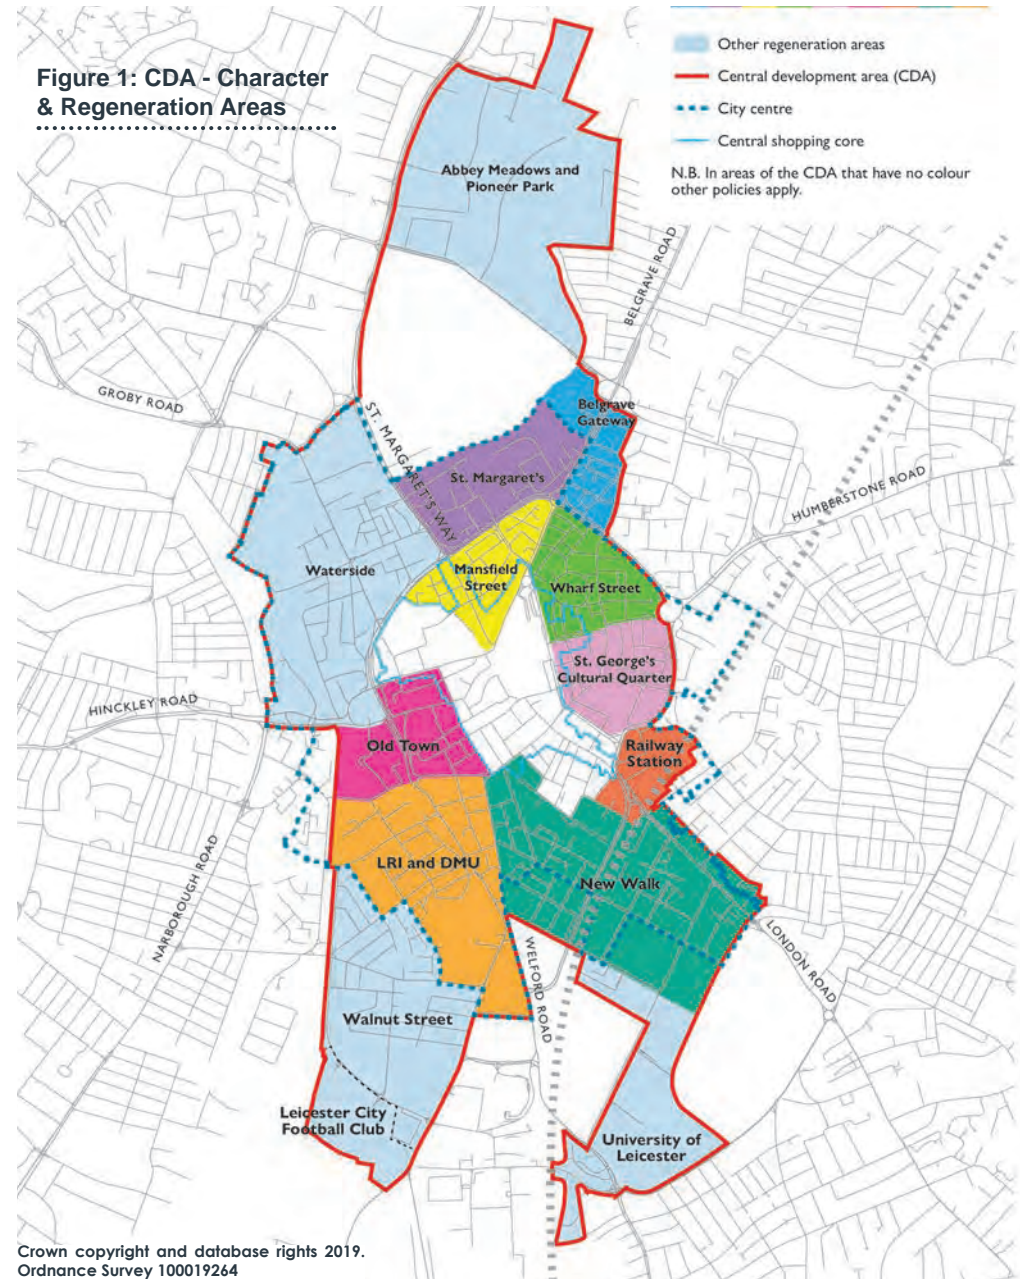 Figure 1: CDA - Character
& Regeneration Areas
Other regeneration areas
Central development area (CDA)
City centre
Central shopping core
N.B. In areas of the CDA that have no colour
other policies apply.
Abbey Meadows and
Pioneer Park
BELGRAVE ROAD
GROBY ROAD
ST. MARGARET'S WAY
Belgrave
Gateway
St. Margaret's
HUMBERSTONE ROAD
Waterside
Mansfield
Street
Wharf Street
St. George's
Cultural Quarter
HINCKLEY ROAD
Old Town
Railway
Station
LRI and DMU
New Walk
NARBOROUGH ROAD
WELFORD ROAD
LONDON ROAD
Walnut Street
Leicester City
Football Club
University of
Leicester
Crown copyright and database rights 2019.
Ordnance Survey 100019264